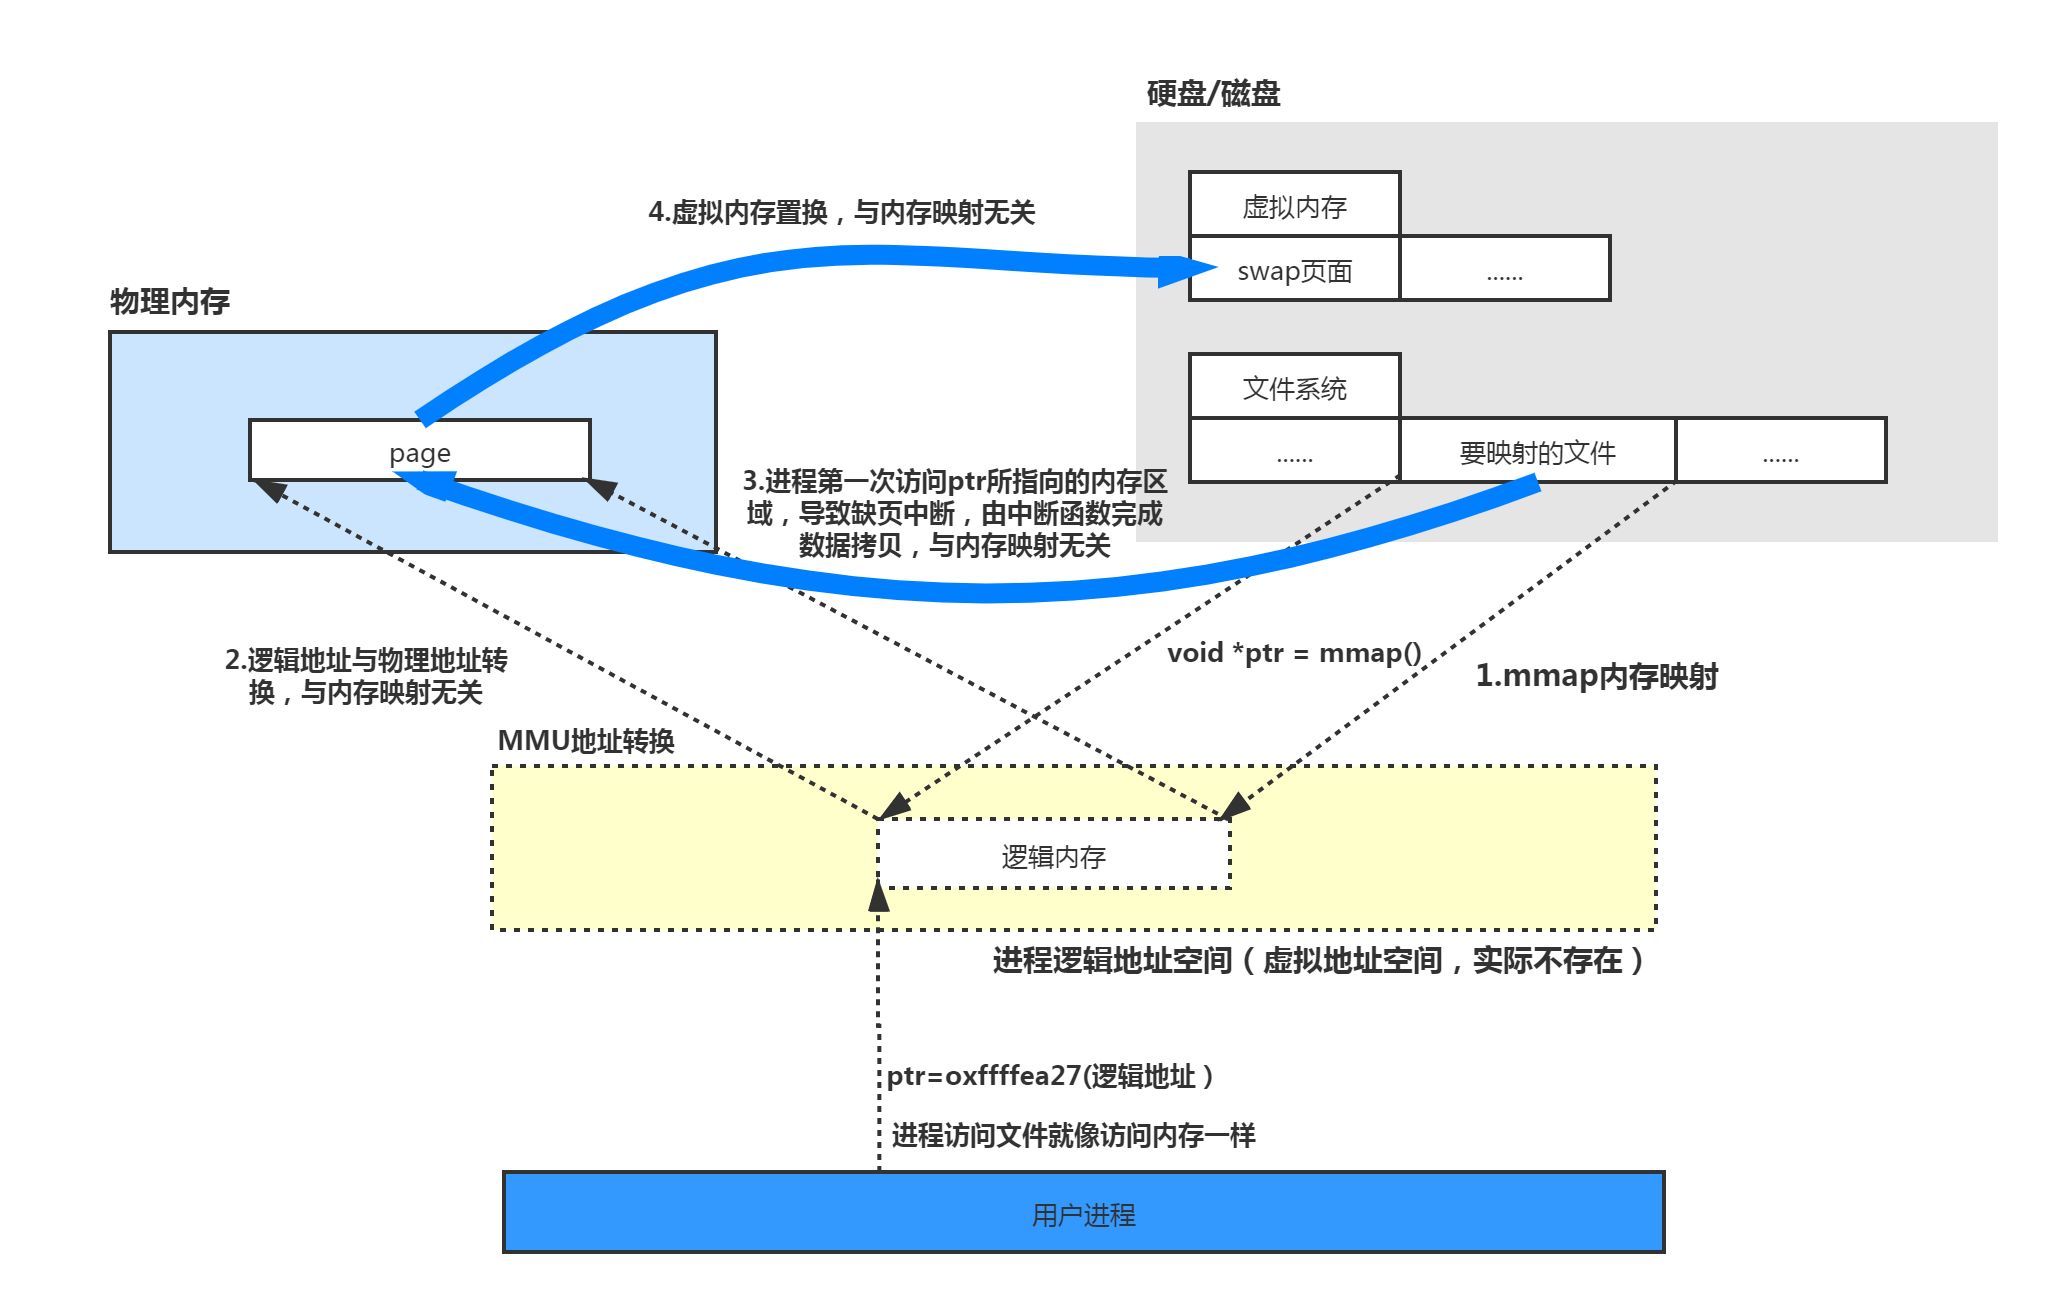 硬盘/磁盘
虚拟内存
4.虚拟内存置换，与内存映射无关
swap页面
......
物理内存
文件系统
page
......
要映射的文件
......
3.进程第一次访问ptr所指向的内存区
域，导致缺页中断，由中断函数完成
数据拷贝，与内存映射无关
void *ptr = mmap()
1.mmap内存映射
2.逻辑地址与物理地址转
换，与内存映射无关
MMU地址转换
逻辑内存
进程逻辑地址空间（虚拟地址空间，实际不存在）
ptr=oxffffea27(逻辑地址）
进程访问文件就像访问内存一样
用户进程